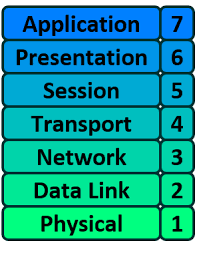 Application 7
Presentation 6
Session 5
Transport 4
Network 3
Data Link 2
Physical 1